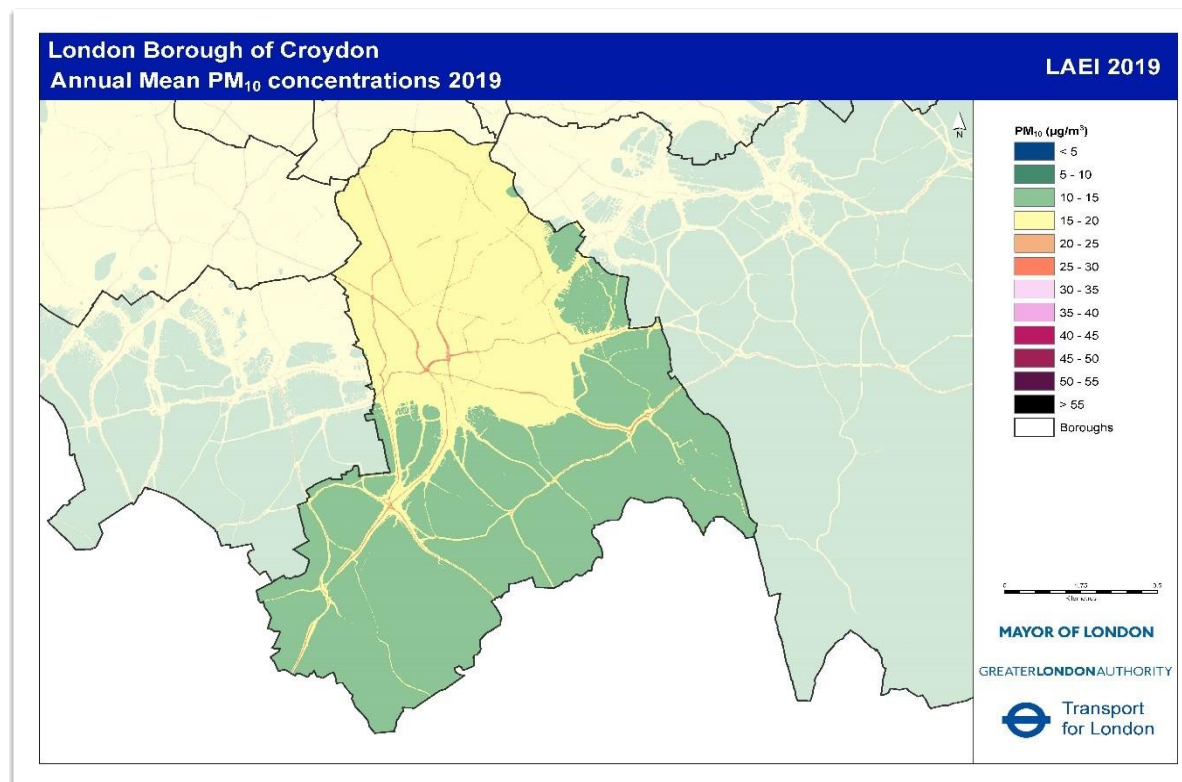 London Borough of Croydon
Annual Mean PM₁₀ concentrations 2019
LAEI 2019
N
PM₁₀ (µg/m³)
< 5
5 - 10
10 - 15
15 - 20
20 - 25
25 - 30
30 - 35
35 - 40
40 - 45
45 - 50
50 - 55
> 55
Boroughs
0 1.75 3.5
Kilometres
MAYOR OF LONDON
GREATERLONDONAUTHORITY
Transport
for London